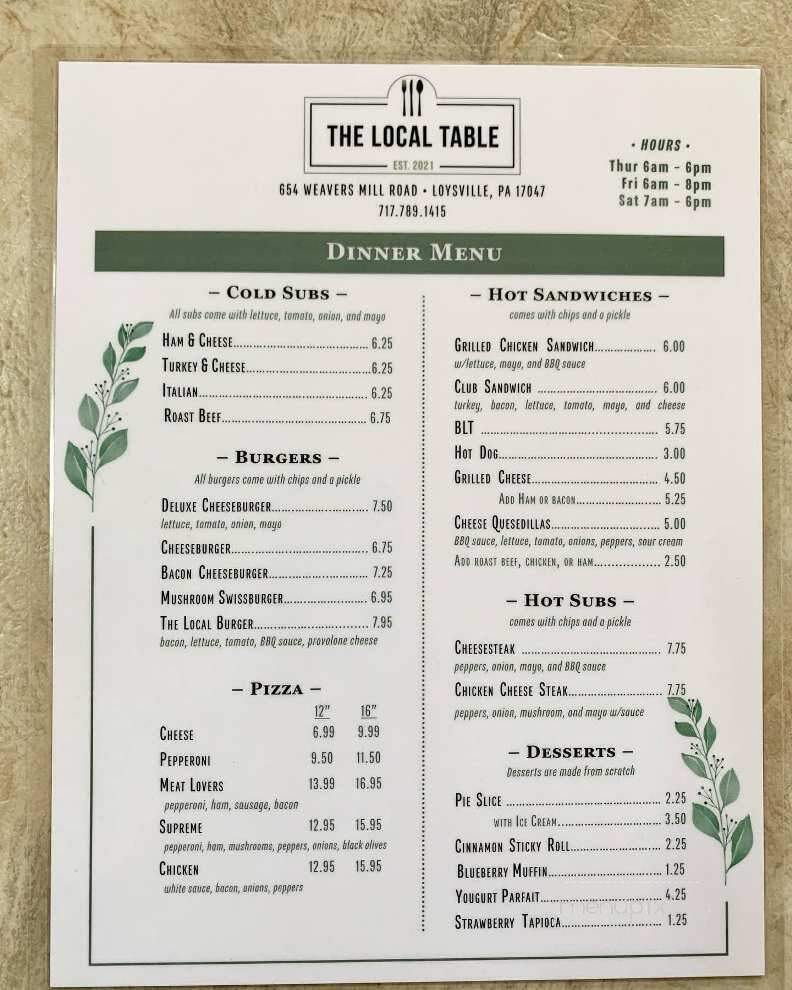 THE LOCAL TABLE
EST. 2021
654 WEAVERS MILL ROAD • LOYSVILLE, PA 17047
717.789.1415
• HOURS •
Thur 6am - 6pm
Fri 6am - 8pm
Sat 7am - 6pm
DINNER MENU
– COLD SUBS –
All subs come with lettuce, tomato, onion, and mayo
HAM & CHEESE 6.25
TURKEY & CHEESE 6.25
ITALIAN 6.25
ROAST BEEF 6.75
– BURGERS –
All burgers come with chips and a pickle
DELUXE CHEESEBURGER 7.50
lettuce, tomato, onion, mayo
CHEESEBURGER 6.75
BACON CHEESEBURGER 7.25
MUSHROOM SWISSBURGER 6.95
THE LOCAL BURGER 7.95
bacon, lettuce, tomato, BBQ sauce, provolone cheese
– PIZZA –
12" 16"
CHEESE 6.99 9.99
PEPPERONI 9.50 11.50
MEAT LOVERS 13.99 16.95
pepperoni, ham, sausage, bacon
SUPREME 12.95 15.95
pepperoni, ham, mushrooms, peppers, onions, black olives
CHICKEN 12.95 15.95
white sauce, bacon, onions, peppers
– HOT SANDWICHES –
comes with chips and a pickle
GRILLED CHICKEN SANDWICH 6.00
w/lettuce, mayo, and BBQ sauce
CLUB SANDWICH 6.00
turkey, bacon, lettuce, tomato, mayo, and cheese
BLT 5.75
HOT DOG 3.00
GRILLED CHEESE 4.50
ADD HAM OR BACON 5.25
CHEESE QUESEDILLAS 5.00
BBQ sauce, lettuce, tomato, onions, peppers, sour cream
ADD ROAST BEEF, CHICKEN, OR HAM 2.50
– HOT SUBS –
comes with chips and a pickle
CHEESESTEAK 7.75
peppers, onion, mayo, and BBQ sauce
CHICKEN CHEESE STEAK 7.75
peppers, onion, mushroom, and mayo w/sauce
– DESSERTS –
Desserts are made from scratch
PIE SLICE 2.25
WITH ICE CREAM 3.50
CINNAMON STICKY ROLL 2.25
BLUEBERRY MUFFIN 1.25
YOUGURT PARFAIT 4.25
menupix
STRAWBERRY TAPIOCA 1.25